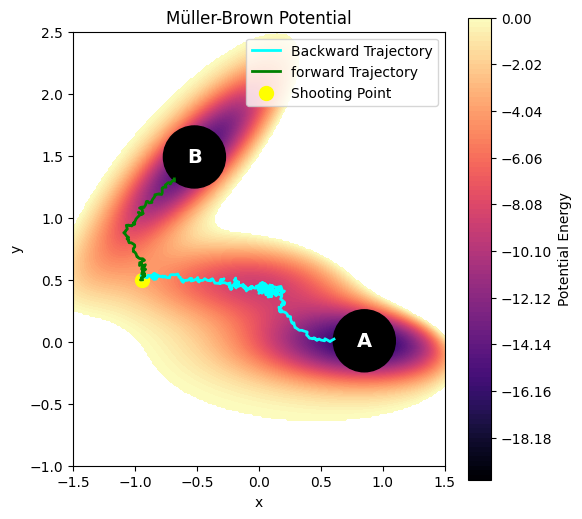 Müller-Brown Potential
Backward Trajectory
forward Trajectory
Shooting Point
B
A
2.5
2.0
1.5
1.0
0.5
0.0
−0.5
−1.0
y
−1.5
−1.0
−0.5
0.0
0.5
1.0
1.5
x
0.00
−2.02
−4.04
−6.06
−8.08
−10.10
−12.12
−14.14
−16.16
−18.18
Potential Energy